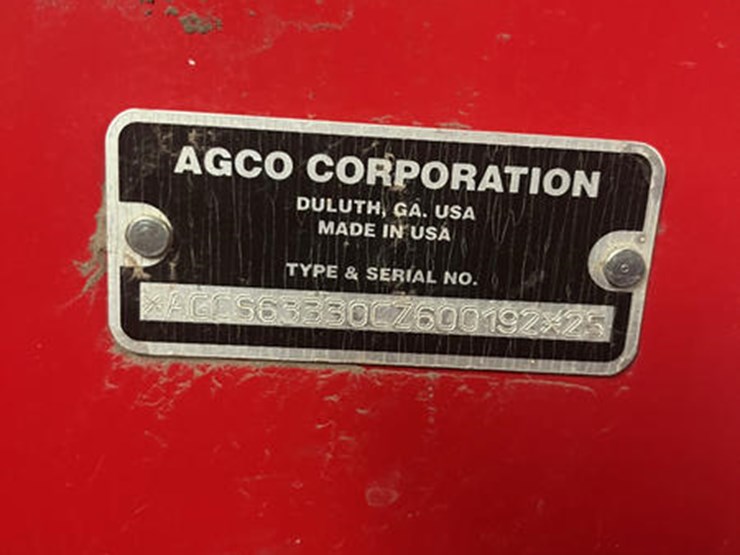 AGCO CORPORATION
DULUTH, GA. USA
MADE IN USA
TYPE & SERIAL NO.
*AGCS63330CZ600192*25